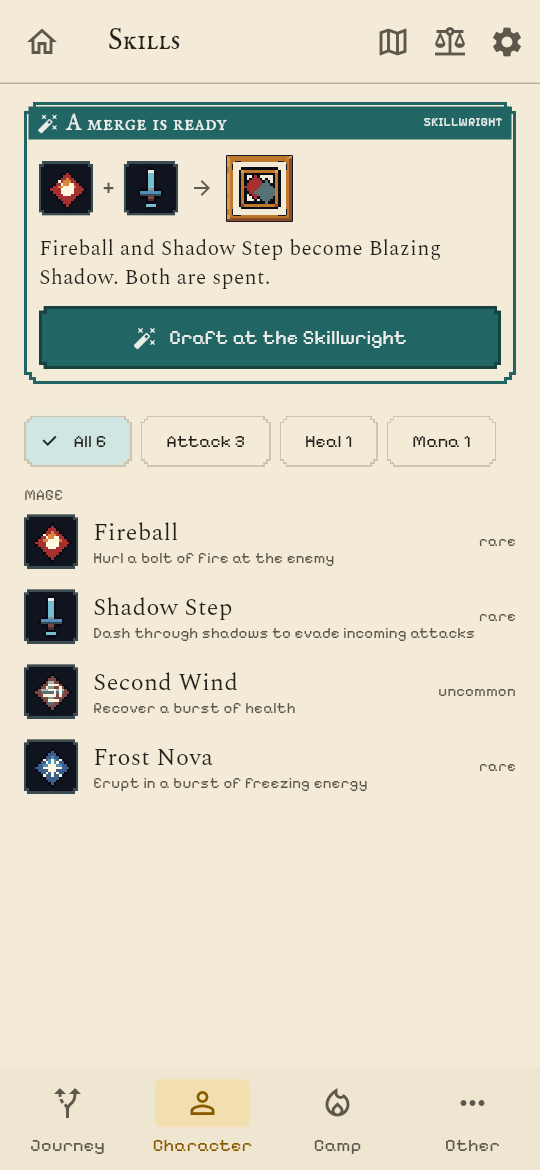 Skills
A merge is ready
SKILLWRIGHT
+
Fireball and Shadow Step become Blazing
Shadow. Both are spent.
Craft at the Skillwright
All 6
Attack 3
Heal 1
Mana 1
MAGE
Fireball
Hurl a bolt of fire at the enemy
rare
Shadow Step
Dash through shadows to evade incoming attacks
rare
Second Wind
Recover a burst of health
uncommon
Frost Nova
Erupt in a burst of freezing energy
rare
Journey
Character
Camp
Other